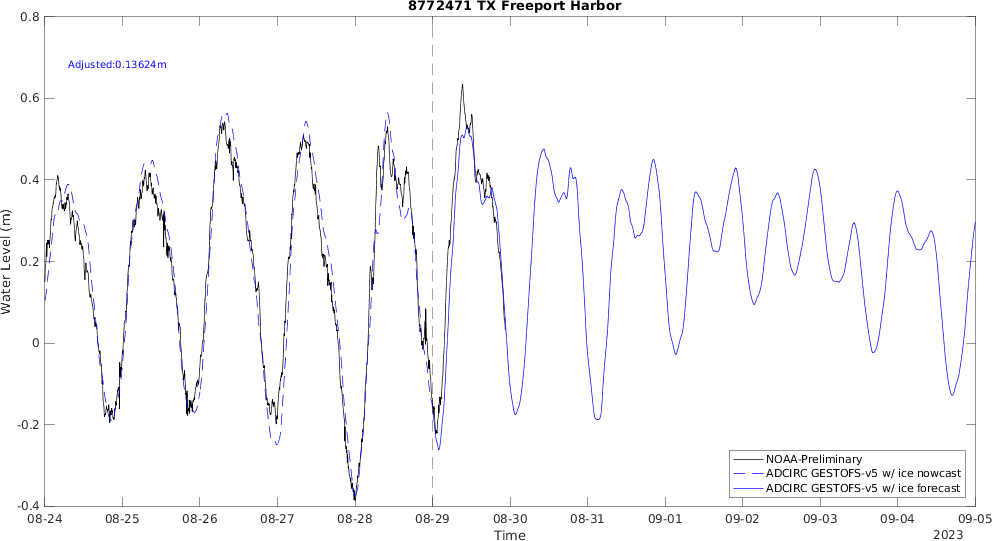 8772471 TX Freeport Harbor
Adjusted:0.13624m
Water Level (m)
0.8
0.6
0.4
0.2
0
-0.2
-0.4
NOAA-Preliminary
ADCIRC GESTOFS-v5 w/ ice nowcast
ADCIRC GESTOFS-v5 w/ ice forecast
08-24 08-25 08-26 08-27 08-28 08-29 08-30 08-31 09-01 09-02 09-03 09-04 09-05
Time
2023